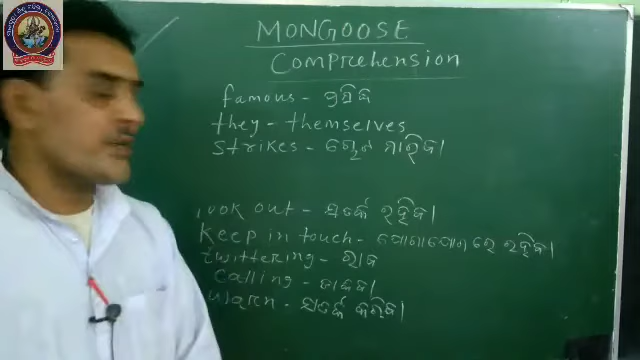 MONGOOSE
Comprehension
famous - ପ୍ରସିଦ୍ଧ
they - themselves
strikes -
Look out - ସତର୍କ ରହିବା
Keep in touch - ଯୋଗାଯୋଗ ରେ ରହିବା
twittering - ରାବ
calling - ଡାକିବା
warn - ସତର୍କ କରିବା